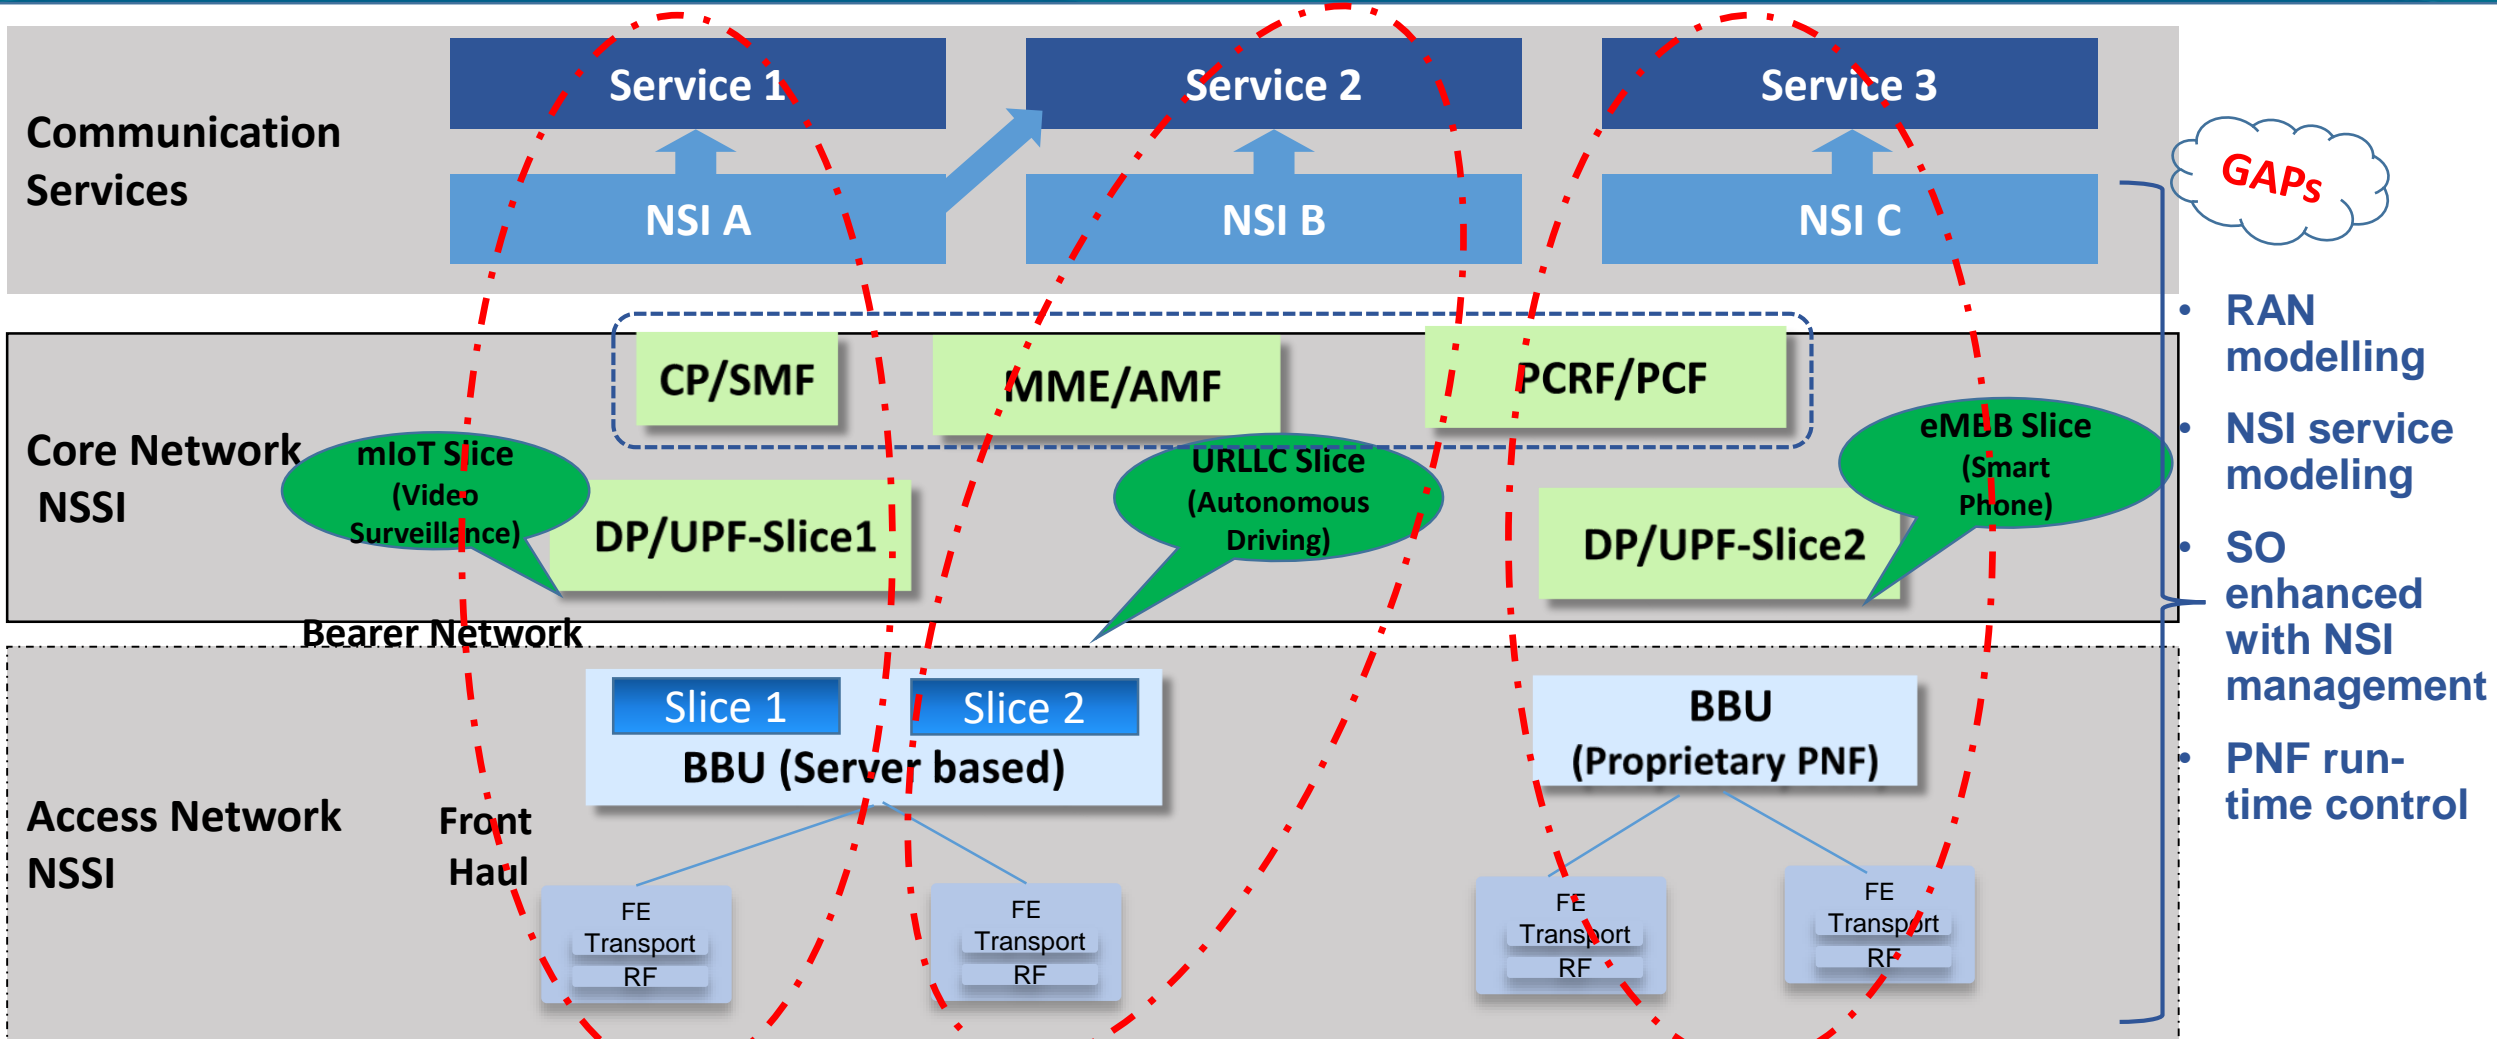 Service 1
Service 2
Service 3
Communication
Services
NSI A
NSI B
NSI C
GAPs
CP/SMF
MME/AMF
PCRF/PCF
Core Network
NSSI
mIoT Slice
(Video
Surveillance)
URLLC Slice
(Autonomous
Driving)
eMBB Slice
(Smart
Phone)
DP/UPF-Slice1
DP/UPF-Slice2
Bearer Network
Slice 1
Slice 2
BBU (Server based)
BBU
(Proprietary PNF)
Access Network
NSSI
Front
Haul
FE
Transport
RF
FE
Transport
RF
FE
Transport
RF
FE
Transport
RF
• RAN
modelling
• NSI service
modeling
• SO
enhanced
with NSI
management
• PNF run-
time control